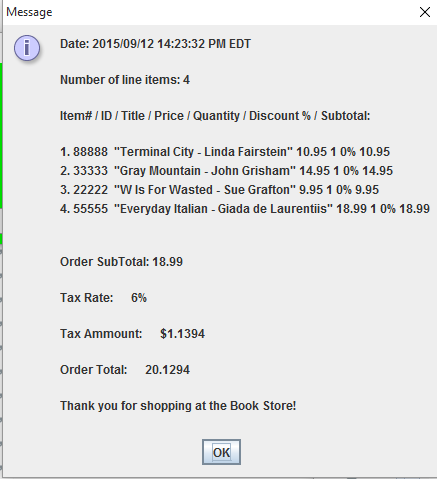 Message
Date: 2015/09/12 14:23:32 PM EDT
Number of line items: 4
Item# / ID / Title / Price / Quantity / Discount % / Subtotal:
1. 88888 "Terminal City - Linda Fairstein" 10.95 1 0% 10.95
2. 33333 "Gray Mountain - John Grisham" 14.95 1 0% 14.95
3. 22222 "W Is For Wasted - Sue Grafton" 9.95 1 0% 9.95
4. 55555 "Everyday Italian - Giada de Laurentiis" 18.99 1 0% 18.99
Order SubTotal: 18.99
Tax Rate: 6%
Tax Ammount: $1.1394
Order Total: 20.1294
Thank you for shopping at the Book Store!
OK